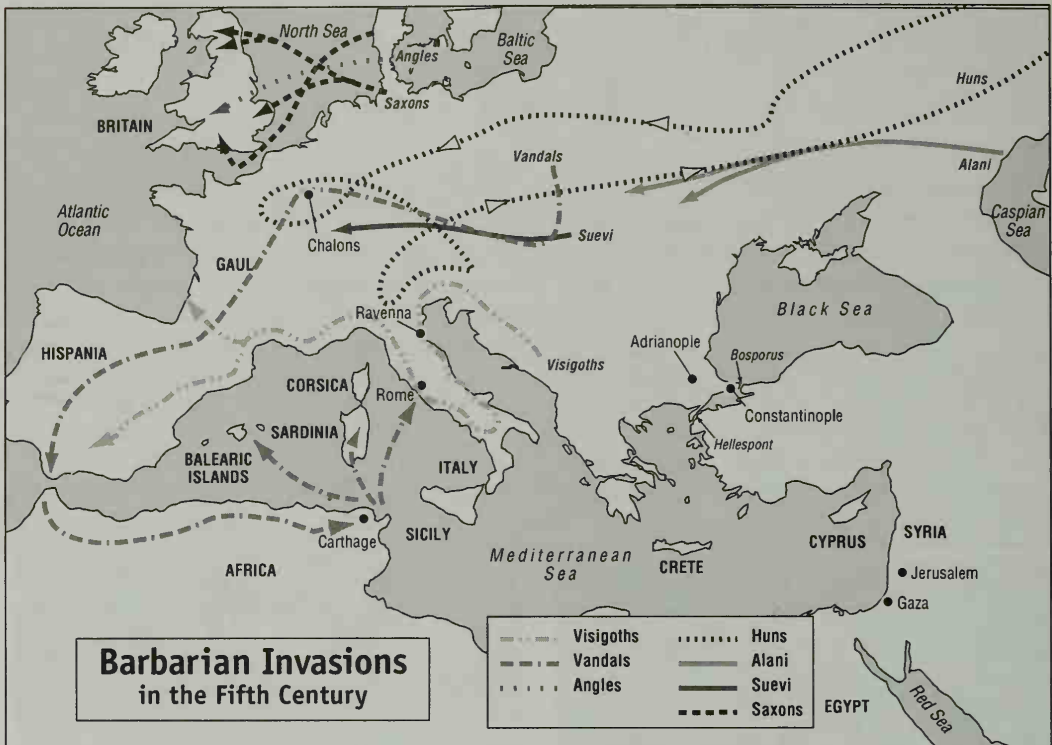 North Sea
Baltic
Sea
Angles
Huns
Saxons
BRITAIN
Vandals
Alani
Atlantic
Ocean
Caspian
Sea
Chalons
Suevi
GAUL
Ravenna
Black Sea
HISPANIA
Adrianople
Bosporus
Visigoths
CORSICA
Rome
Constantinople
SARDINIA
Hellespont
BALEARIC
ISLANDS
ITALY
Carthage
SICILY
Mediterranean
Sea
CRETE
CYPRUS
SYRIA
AFRICA
Jerusalem
Gaza
Barbarian Invasions
in the Fifth Century
Visigoths
Vandals
Angles
Huns
Alani
Suevi
Saxons
EGYPT
Red Sea